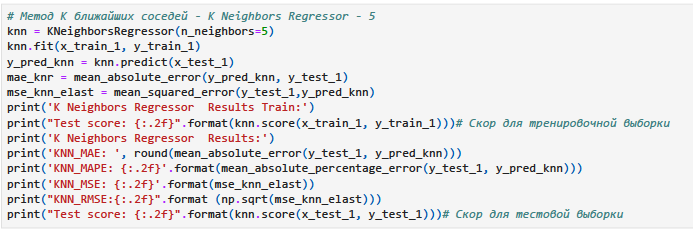 # Метод К ближайших соседей - K Neighbors Regressor - 5
knn = KNeighborsRegressor(n_neighbors=5)
knn.fit(x_train_1, y_train_1)
y_pred_knn = knn.predict(x_test_1)
mae_knr = mean_absolute_error(y_pred_knn, y_test_1)
mse_knn_elast = mean_squared_error(y_test_1,y_pred_knn)
print('K Neighbors Regressor  Results Train:')
print("Test score: {:.2f}".format(knn.score(x_train_1, y_train_1)))# Скор для тренировочной выборки
print('K Neighbors Regressor  Results:')
print('KNN_MAE: ', round(mean_absolute_error(y_test_1, y_pred_knn)))
print('KNN_MAPE: {:.2f}'.format(mean_absolute_percentage_error(y_test_1, y_pred_knn)))
print('KNN_MSE: {:.2f}'.format(mse_knn_elast))
print("KNN_RMSE:{:.2f}".format (np.sqrt(mse_knn_elast)))
print("Test score: {:.2f}".format(knn.score(x_test_1, y_test_1)))# Скор для тестовой выборки